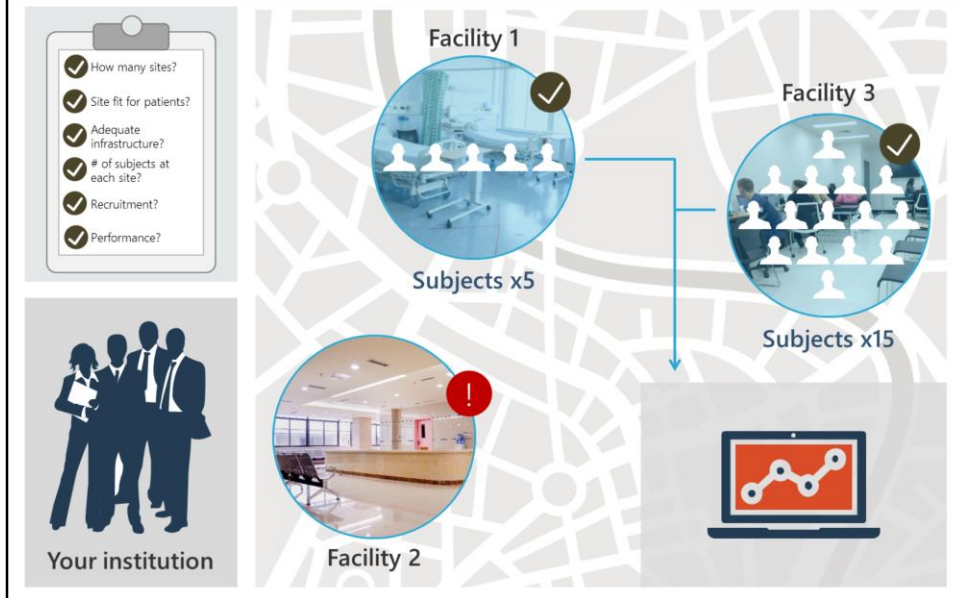 How many sites?
Site fit for patients?
Adequate
infrastructure?
# of subjects at
each site?
Recruitment?
Performance?
Your institution
Facility 1
Subjects x5
Facility 3
Subjects x15
Facility 2
!